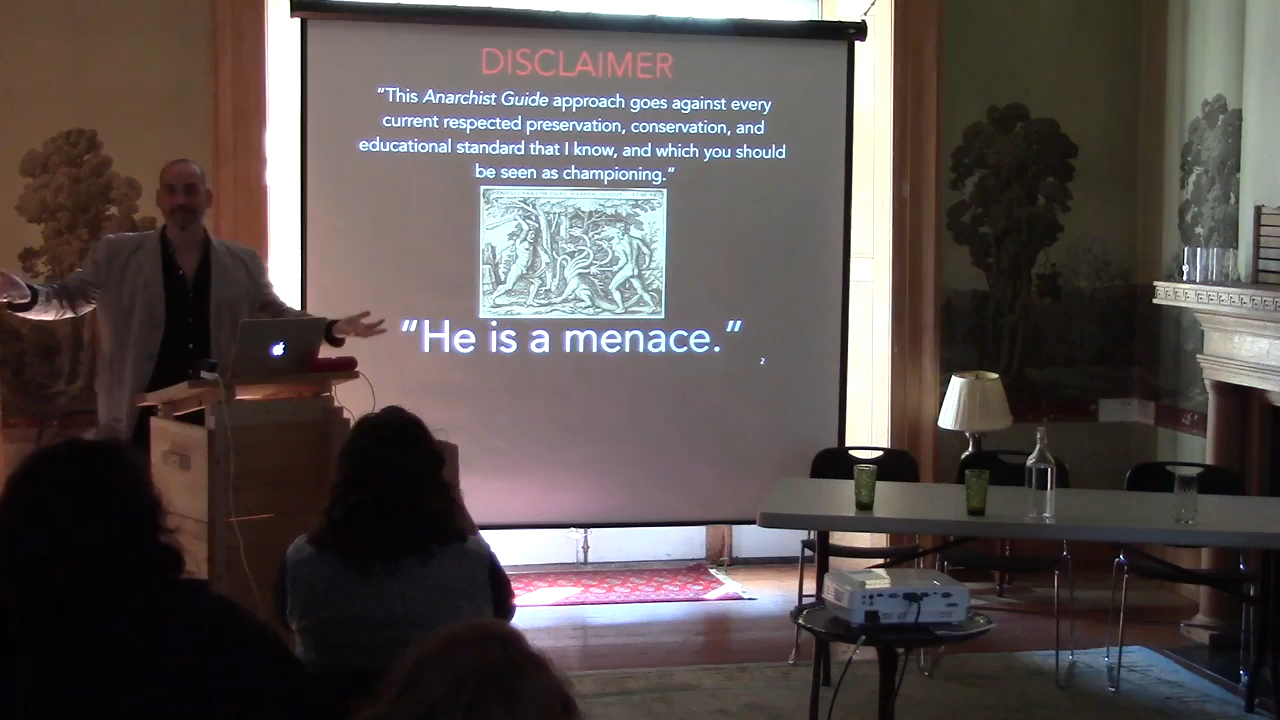 DISCLAIMER
“This Anarchist Guide approach goes against every
current respected preservation, conservation, and
educational standard that I know, and which you should
be seen as championing.”
“He is a menace.”
2